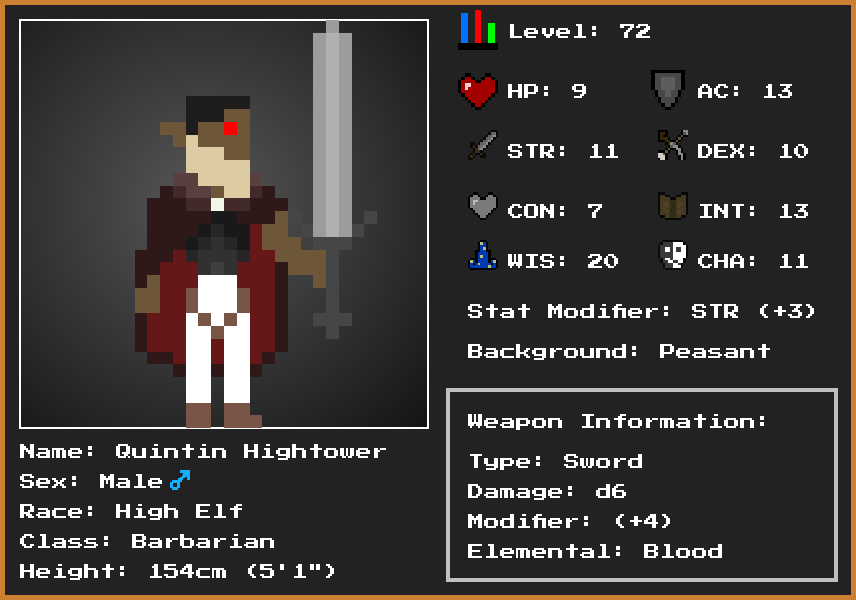 Level: 72
HP: 9
AC: 13
STR: 11
DEX: 10
CON: 7
INT: 13
WIS: 20
CHA: 11
Stat Modifier: STR (+3)
Background: Peasant
Weapon Information:
Type: Sword
Damage: d6
Modifier: (+4)
Elemental: Blood
Name: Quintin Hightower
Sex: Male♂
Race: High Elf
Class: Barbarian
Height: 154cm (5'1")